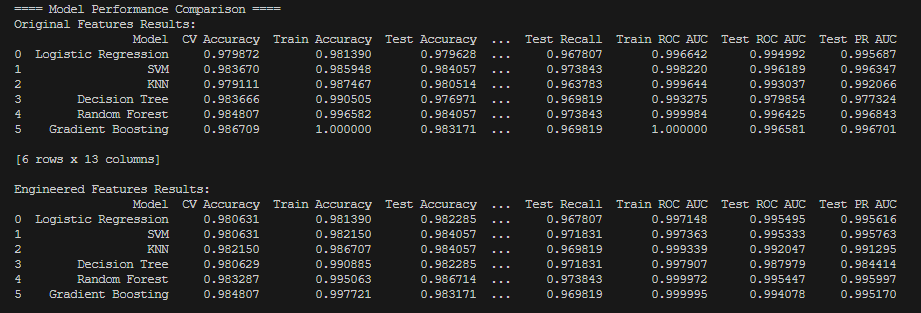 ==== Model Performance Comparison ====
Original Features Results:
Model CV Accuracy Train Accuracy Test Accuracy ... Test Recall Train ROC AUC Test ROC AUC Test PR AUC
0 Logistic Regression 0.979872 0.981390 0.979628 ... 0.967807 0.996642 0.994992 0.995687
1 SVM 0.983670 0.985948 0.984057 ... 0.973843 0.998220 0.996189 0.996347
2 KNN 0.979111 0.987467 0.980514 ... 0.963783 0.999644 0.993037 0.992066
3 Decision Tree 0.983666 0.990505 0.976971 ... 0.969819 0.993275 0.979854 0.977324
4 Random Forest 0.984807 0.996582 0.984057 ... 0.973843 0.999984 0.996425 0.996843
5 Gradient Boosting 0.986709 1.000000 0.983171 ... 0.969819 1.000000 0.996581 0.996701
[6 rows x 13 columns]
Engineered Features Results:
Model CV Accuracy Train Accuracy Test Accuracy ... Test Recall Train ROC AUC Test ROC AUC Test PR AUC
0 Logistic Regression 0.980631 0.981390 0.982285 ... 0.967807 0.997148 0.995495 0.995616
1 SVM 0.980631 0.982150 0.984057 ... 0.971831 0.997363 0.995333 0.995763
2 KNN 0.982150 0.986707 0.984057 ... 0.969819 0.999339 0.992047 0.991295
3 Decision Tree 0.980629 0.990885 0.982285 ... 0.971831 0.997907 0.987979 0.984414
4 Random Forest 0.983287 0.995063 0.986714 ... 0.973843 0.999972 0.995447 0.995997
5 Gradient Boosting 0.984807 0.997721 0.983171 ... 0.969819 0.999995 0.994078 0.995170